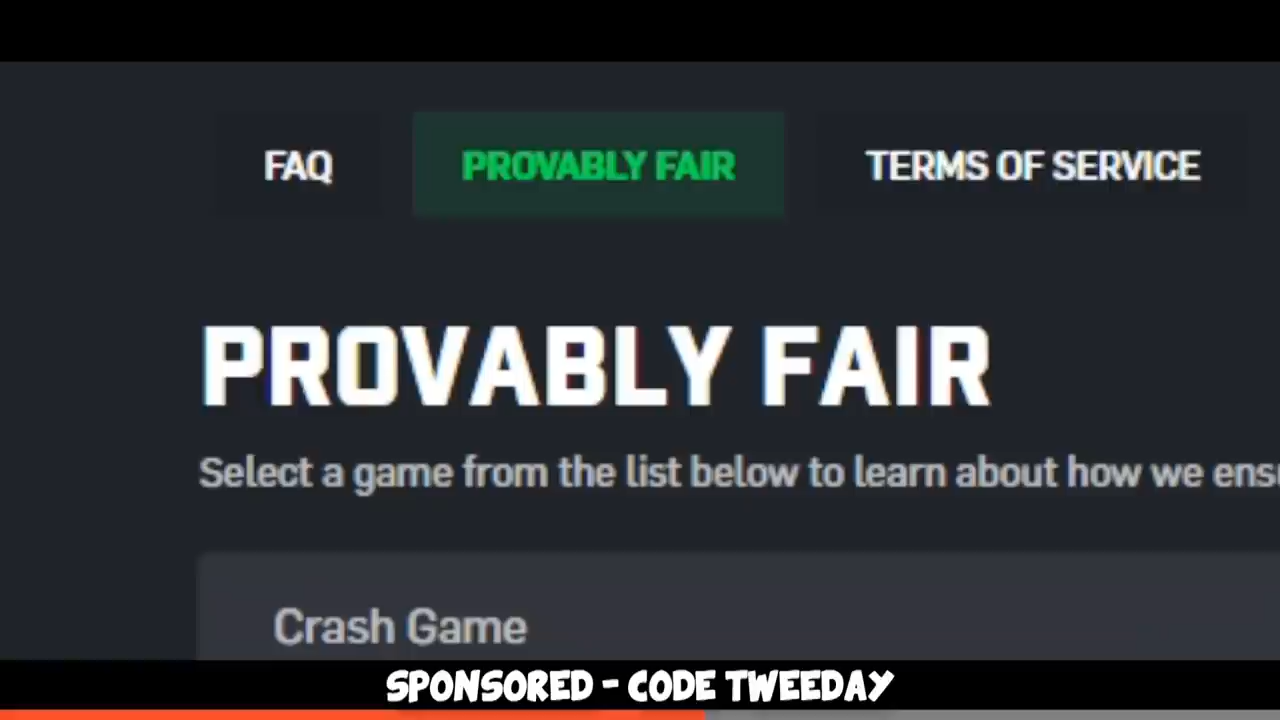 FAQ PROVABLY FAIR TERMS OF SERVICE
PROVABLY FAIR
Select a game from the list below to learn about how we
Crash Game
SPONSORED - CODE TWEEDAY